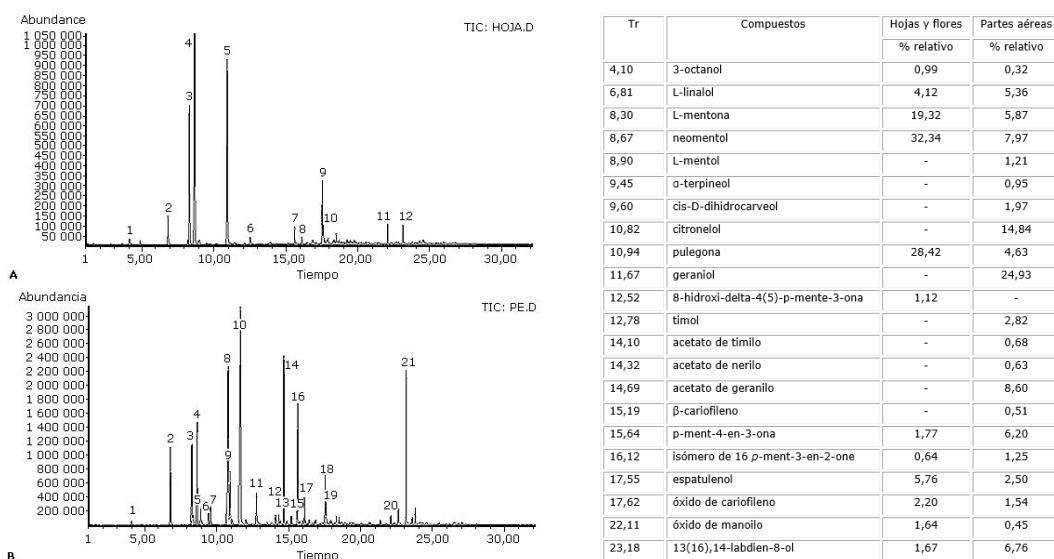 Abundance
TIC: HOJA.D
1 050 000
1 000 000
950 000
900 000
850 000
800 000
750 000
700 000
650 000
600 000
550 000
500 000
450 000
400 000
350 000
300 000
250 000
200 000
150 000
100 000
50 000
1 2 3 4 5 6 7 8 9 10 11 12
1 5,00 10,00 15,00 20,00 25,00 30,00
Tiempo
A
Abundancia
TIC: PE.D
3 000 000
2 800 000
2 600 000
2 400 000
2 200 000
2 000 000
1 800 000
1 600 000
1 400 000
1 200 000
1 000 000
800 000
600 000
400 000
200 000
1 2 3 4 5 6 7 8 9 10 11 12 13 14 15 16 17 18 19 20 21
1 5,00 10,00 15,00 20,00 25,00 30,00
Tiempo
B
Tr Compuestos Hojas y flores Partes aéreas
% relativo % relativo
4,10 3-octanol 0,99 0,32
6,81 L-linalol 4,12 5,36
8,30 L-mentona 19,32 5,87
8,67 neomentol 32,34 7,97
8,90 L-mentol - 1,21
9,45 α-terpineol - 0,95
9,60 cis-D-dihidrocarveol - 1,97
10,82 citronelol - 14,84
10,94 pulegona 28,42 4,63
11,67 geraniol - 24,93
12,52 8-hidroxi-delta-4(5)-p-mente-3-ona 1,12 -
12,78 timol - 2,82
14,10 acetato de timilo - 0,68
14,32 acetato de nerilo - 0,63
14,69 acetato de geranilo - 8,60
15,19 β-cariofileno - 0,51
15,64 p-ment-4-en-3-ona 1,77 6,20
16,12 isómero de 16 p-ment-3-en-2-one 0,64 1,25
17,55 espatulenol 5,76 2,50
17,62 óxido de cariofileno 2,20 1,54
22,11 óxido de manoilo 1,64 0,45
23,18 13(16),14-labdien-8-ol 1,67 6,76